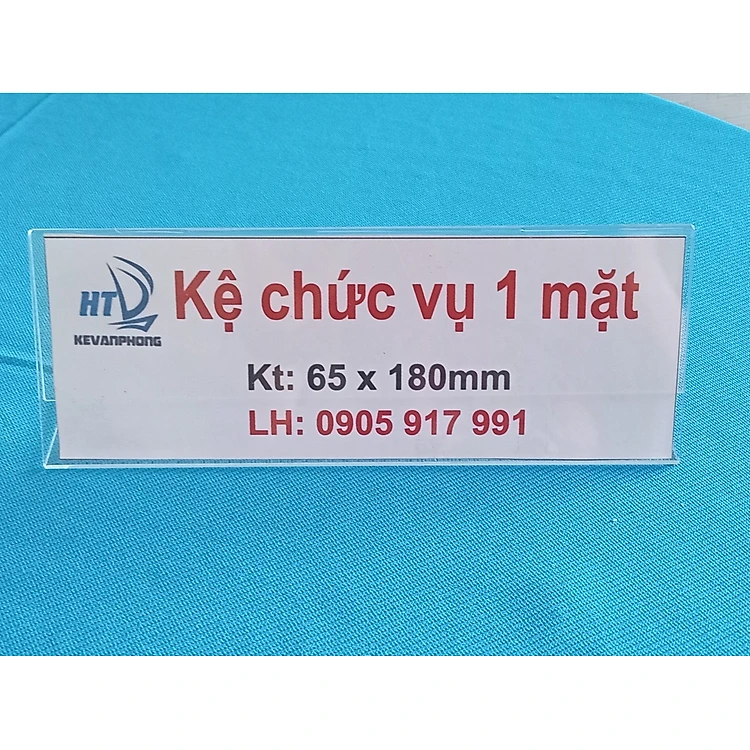 HT
KEVANPHONG
Kệ chức vụ 1 mặt
Kt: 65 x 180mm
LH: 0905 917 991